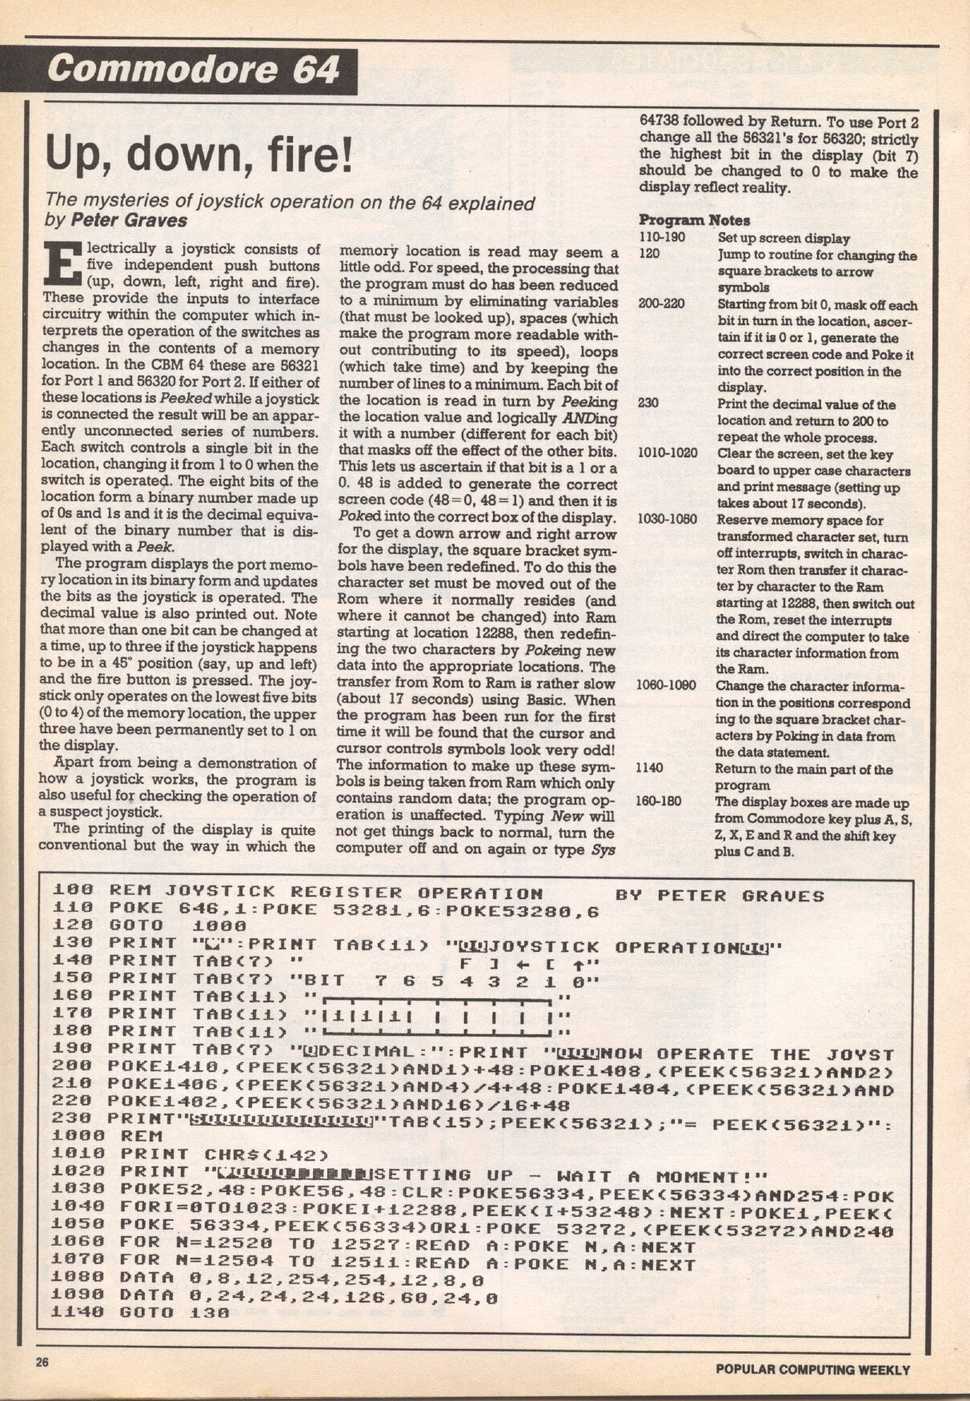 Commodore 64
Up, down, fire!
The mysteries of joystick operation on the 64 explained
by Peter Graves
Electrically a joystick consists of
five independent push buttons
(up, down, left, right and fire).
These provide the inputs to interface
circuitry within the computer which in-
terprets the operation of the switches as
changes in the contents of a memory
location. In the CBM 64 these are 56321
for Port 1 and 56320 for Port 2. If either of
these locations is Peeked while a joystick
is connected the result will be an appar-
ently unconnected series of numbers.
Each switch controls a single bit in the
location, changing it from 1 to 0 when the
switch is operated. The eight bits of the
location form a binary number made up
of 0s and 1s and it is the decimal equiva-
lent of the binary number that is dis-
played with a Peek.
The program displays the port memo-
ry location in its binary form and updates
the bits as the joystick is operated. The
decimal value is also printed out. Note
that more than one bit can be changed at
a time, up to three if the joystick happens
to be in a 45° position (say, up and left)
and the fire button is pressed. The joy-
stick only operates on the lowest five bits
(0 to 4) of the memory location, the upper
three have been permanently set to 1 on
the display.
Apart from being a demonstration of
how a joystick works, the program is
also useful for checking the operation of
a suspect joystick.
The printing of the display is quite
conventional but the way in which the
memory location is read may seem a
little odd. For speed, the processing that
the program must do has been reduced
to a minimum by eliminating variables
(that must be looked up), spaces (which
make the program more readable with-
out contributing to its speed), loops
(which take time) and by keeping the
number of lines to a minimum. Each bit of
the location is read in turn by Peeking
the location value and logically ANDing
it with a number (different for each bit)
that masks off the effect of the other bits.
This lets us ascertain if that bit is a 1 or a
0. 48 is added to generate the correct
screen code (48=0, 48=1) and then it is
Poked into the correct box of the display.
To get a down arrow and right arrow
for the display, the square bracket sym-
bols have been redefined. To do this the
character set must be moved out of the
Rom where it normally resides (and
where it cannot be changed) into Ram
starting at location 12288, then redefin-
ing the two characters by Pokeing new
data into the appropriate locations. The
transfer from Rom to Ram is rather slow
(about 17 seconds) using Basic. When
the program has been run for the first
time it will be found that the cursor and
cursor controls symbols look very odd!
The information to make up these sym-
bols is being taken from Ram which only
contains random data; the program op-
eration is unaffected. Typing New will
not get things back to normal, turn the
computer off and on again or type Sys
64738 followed by Return. To use Port 2
change all the 56321's for 56320; strictly
the highest bit in the display (bit 7)
should be changed to 0 to make the
display reflect reality.
Program Notes
110-190 Set up screen display
120 Jump to routine for changing the
square brackets to arrow
symbols
200-220 Starting from bit 0, mask off each
bit in turn in the location, ascer-
tain if it is 0 or 1, generate the
correct screen code and Poke it
into the correct position in the
display.
230 Print the decimal value of the
location and return to 200 to
repeat the whole process.
1010-1020 Clear the screen, set the key
board to upper case characters
and print message (setting up
takes about 17 seconds).
1030-1050 Reserve memory space for
transformed character set, turn
off interrupts, switch in charac-
ter Rom then transfer it charac-
ter by character to the Ram
starting at 12288, then switch out
the Rom, reset the interrupts
and direct the computer to take
its character information from
the Ram.
1060-1090 Change the character informa-
tion in the positions correspond
ing to the square bracket char-
acters by Poking in data from
the data statement.
1140 Return to the main part of the
program
160-180 The display boxes are made up
from Commodore key plus A, S,
Z, X, E and R and the shift key
plus C and B.
100 REM JOYSTICK REGISTER OPERATION BY PETER GRAVES
110 POKE 646,1:POKE 53281,6:POKE53280,6
120 GOTO 1000
130 PRINT "":PRINT TAB(11) "JOYSTICK OPERATION"
140 PRINT TAB(7) " F ] ← [ ↑"
150 PRINT TAB(7) "BIT 7 6 5 4 3 2 1 0"
160 PRINT TAB(11) " "
170 PRINT TAB(11) "|1|1|1| | | | | |"
180 PRINT TAB(11) " "
190 PRINT TAB(7) "DECIMAL:":PRINT "NOW OPERATE THE JOYST
200 POKE1410,(PEEK(56321)AND1)+48:POKE1408,(PEEK(56321)AND2)
210 POKE1406,(PEEK(56321)AND4)/4+48:POKE1404,(PEEK(56321)AND
220 POKE1402,(PEEK(56321)AND16)/16+48
230 PRINT""TAB(15);PEEK(56321);"= PEEK(56321)":
1000 REM
1010 PRINT CHR$(142)
1020 PRINT "SETTING UP - WAIT A MOMENT!"
1030 POKE52,48:POKE56,48:CLR:POKE56334,PEEK(56334)AND254:POK
1040 FORI=0TO1023:POKEI+12288,PEEK(I+53248):NEXT:POKE1,PEEK(
1050 POKE 56334,PEEK(56334)OR1:POKE 53272,(PEEK(53272)AND240
1060 FOR N=12520 TO 12527:READ A:POKE N,A:NEXT
1070 FOR N=12504 TO 12511:READ A:POKE N,A:NEXT
1080 DATA 0,8,12,254,254,12,8,0
1090 DATA 0,24,24,24,126,60,24,0
1140 GOTO 130
26
POPULAR COMPUTING WEEKLY